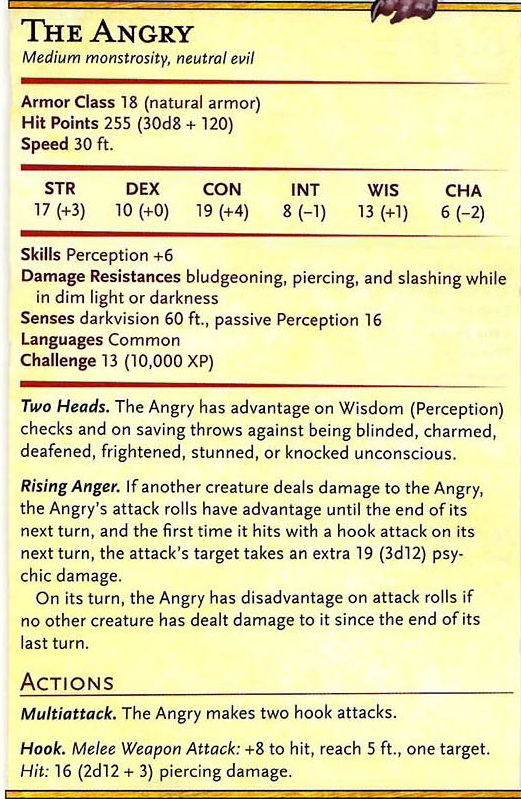 THE ANGRY
Medium monstrosity, neutral evil
Armor Class 18 (natural armor)
Hit Points 255 (30d8 + 120)
Speed 30 ft.
STR DEX CON INT WIS CHA
17 (+3) 10 (+0) 19 (+4) 8 (−1) 13 (+1) 6 (−2)
Skills Perception +6
Damage Resistances bludgeoning, piercing, and slashing while
in dim light or darkness
Senses darkvision 60 ft., passive Perception 16
Languages Common
Challenge 13 (10,000 XP)
Two Heads. The Angry has advantage on Wisdom (Perception)
checks and on saving throws against being blinded, charmed,
deafened, frightened, stunned, or knocked unconscious.
Rising Anger. If another creature deals damage to the Angry,
the Angry's attack rolls have advantage until the end of its
next turn, and the first time it hits with a hook attack on its
next turn, the attack's target takes an extra 19 (3d12) psy-
chic damage.
On its turn, the Angry has disadvantage on attack rolls if
no other creature has dealt damage to it since the end of its
last turn.
ACTIONS
Multiattack. The Angry makes two hook attacks.
Hook. Melee Weapon Attack: +8 to hit, reach 5 ft., one target.
Hit: 16 (2d12 + 3) piercing damage.